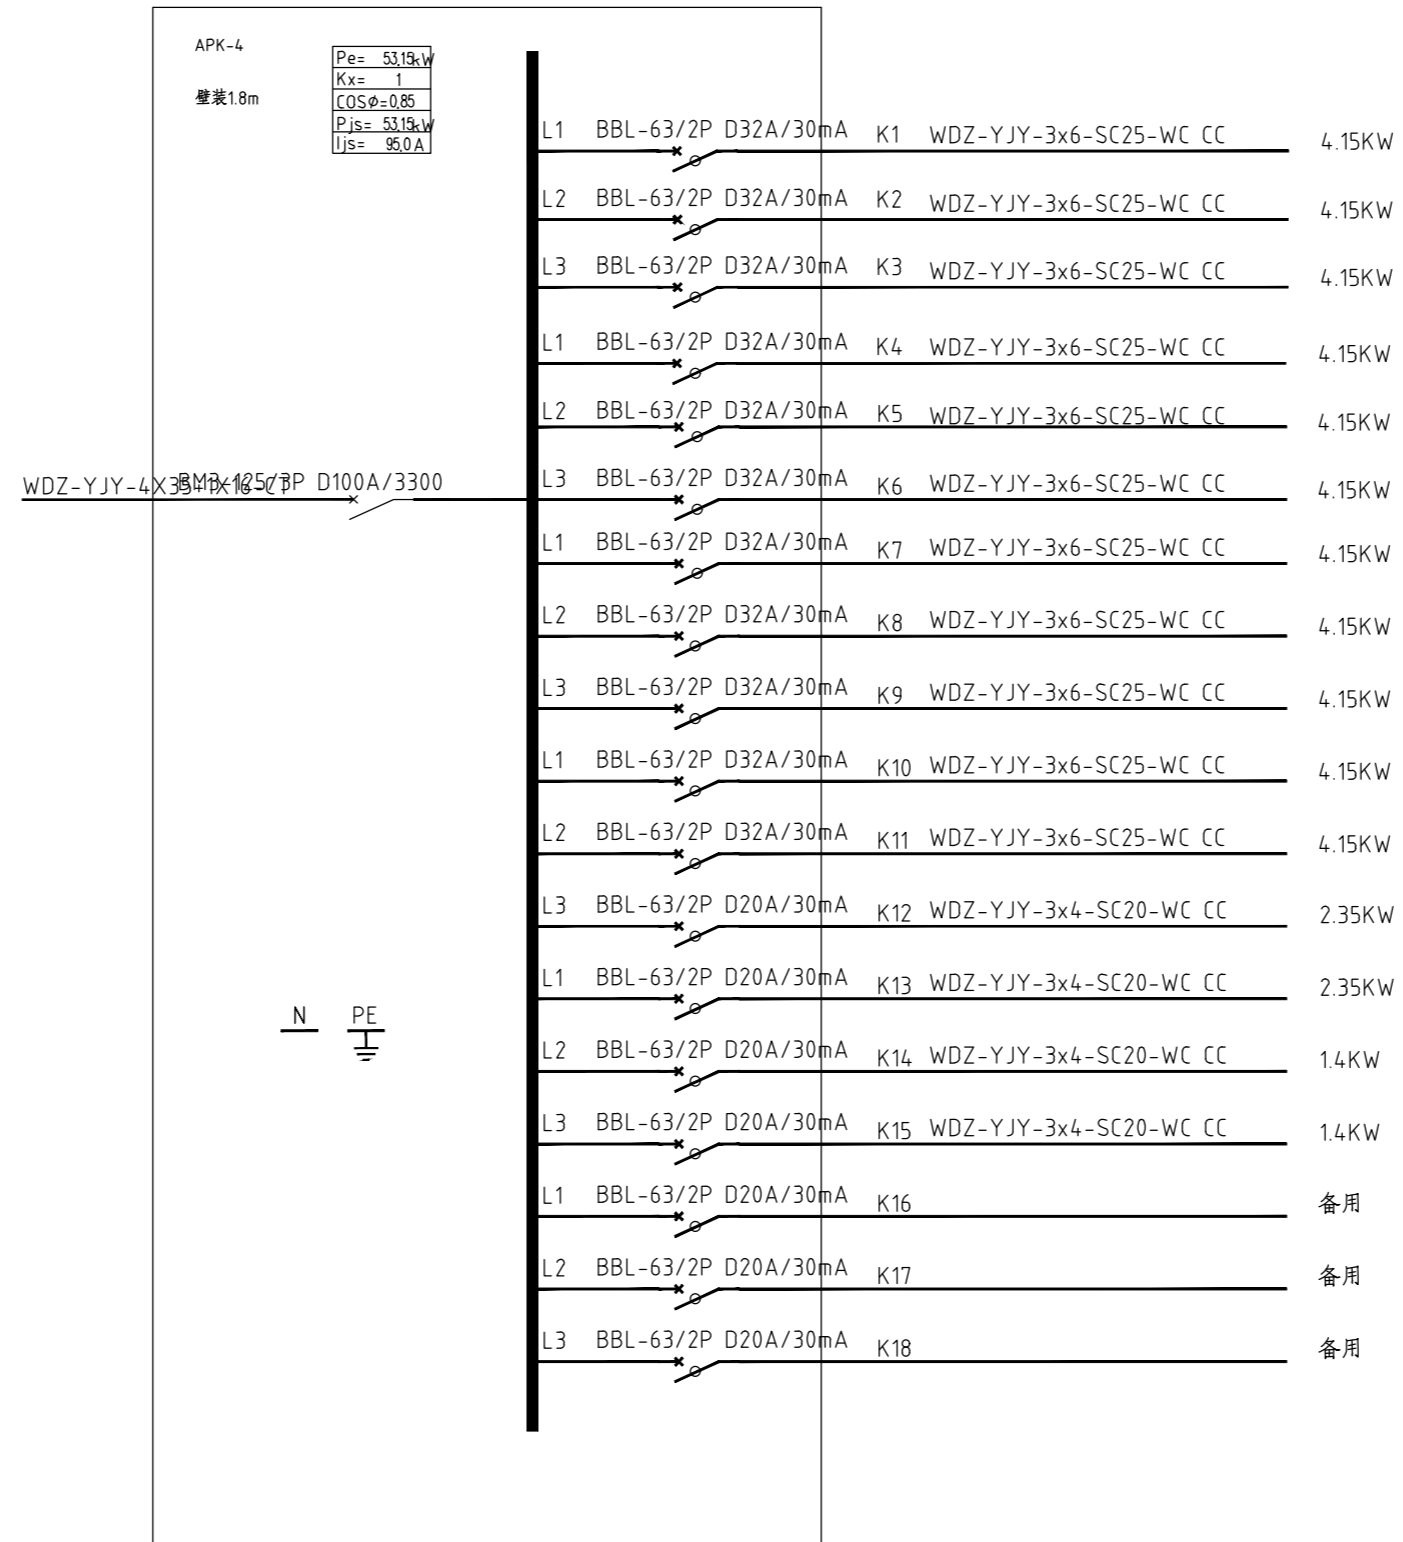 APK-4
壁装1.8m
Pe= 53.15kW
Kx= 1
COSφ=0.85
Pjs= 53.15kW
Ijs= 95.0A
L1 BBL-63/2P D32A/30mA K1 WDZ-YJY-3x6-SC25-WC CC 4.15KW
L2 BBL-63/2P D32A/30mA K2 WDZ-YJY-3x6-SC25-WC CC 4.15KW
L3 BBL-63/2P D32A/30mA K3 WDZ-YJY-3x6-SC25-WC CC 4.15KW
L1 BBL-63/2P D32A/30mA K4 WDZ-YJY-3x6-SC25-WC CC 4.15KW
L2 BBL-63/2P D32A/30mA K5 WDZ-YJY-3x6-SC25-WC CC 4.15KW
WDZ-YJY-4X35+1X16-CT BM3-125/3P D100A/3300
L3 BBL-63/2P D32A/30mA K6 WDZ-YJY-3x6-SC25-WC CC 4.15KW
L1 BBL-63/2P D32A/30mA K7 WDZ-YJY-3x6-SC25-WC CC 4.15KW
L2 BBL-63/2P D32A/30mA K8 WDZ-YJY-3x6-SC25-WC CC 4.15KW
L3 BBL-63/2P D32A/30mA K9 WDZ-YJY-3x6-SC25-WC CC 4.15KW
L1 BBL-63/2P D32A/30mA K10 WDZ-YJY-3x6-SC25-WC CC 4.15KW
L2 BBL-63/2P D32A/30mA K11 WDZ-YJY-3x6-SC25-WC CC 4.15KW
L3 BBL-63/2P D20A/30mA K12 WDZ-YJY-3x4-SC20-WC CC 2.35KW
L1 BBL-63/2P D20A/30mA K13 WDZ-YJY-3x4-SC20-WC CC 2.35KW
N PE
L2 BBL-63/2P D20A/30mA K14 WDZ-YJY-3x4-SC20-WC CC 1.4KW
L3 BBL-63/2P D20A/30mA K15 WDZ-YJY-3x4-SC20-WC CC 1.4KW
L1 BBL-63/2P D20A/30mA K16 备用
L2 BBL-63/2P D20A/30mA K17 备用
L3 BBL-63/2P D20A/30mA K18 备用